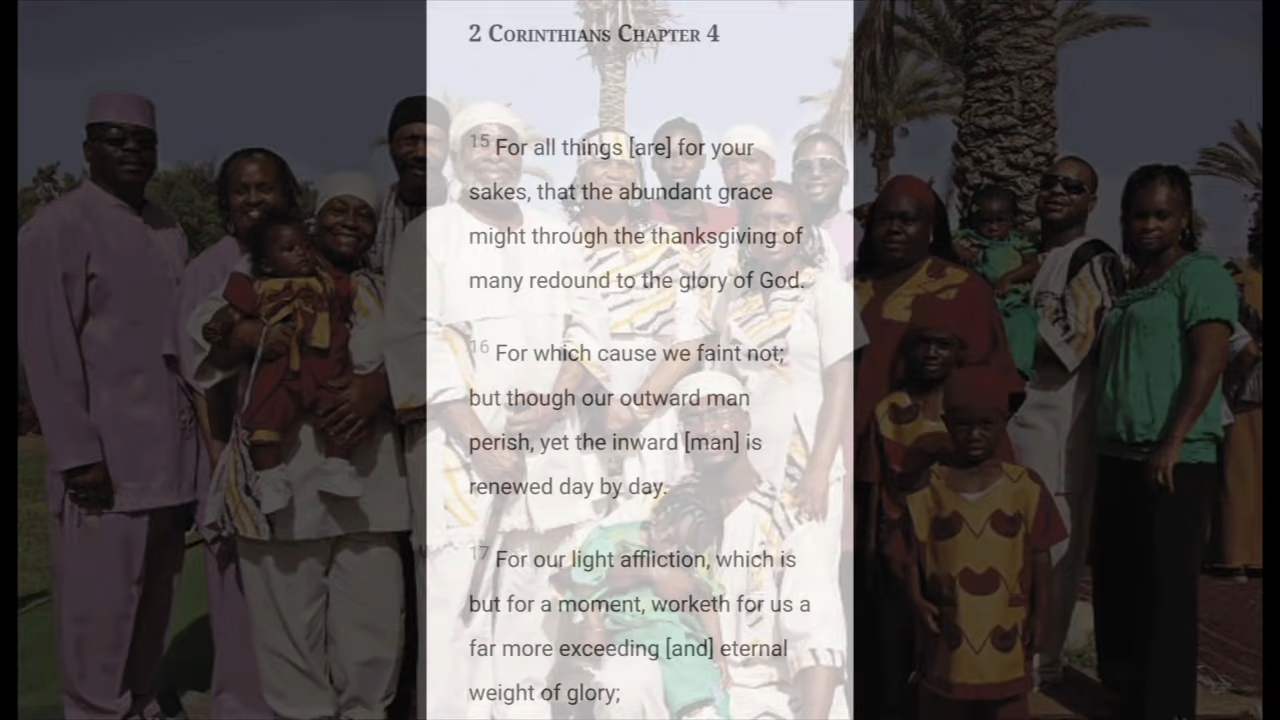 2 Corinthians Chapter 4
15 For all things [are] for your
sakes, that the abundant grace
might through the thanksgiving of
many redound to the glory of God.
16 For which cause we faint not;
but though our outward man
perish, yet the inward [man] is
renewed day by day.
17 For our light affliction, which is
but for a moment, worketh for us a
far more exceeding [and] eternal
weight of glory;